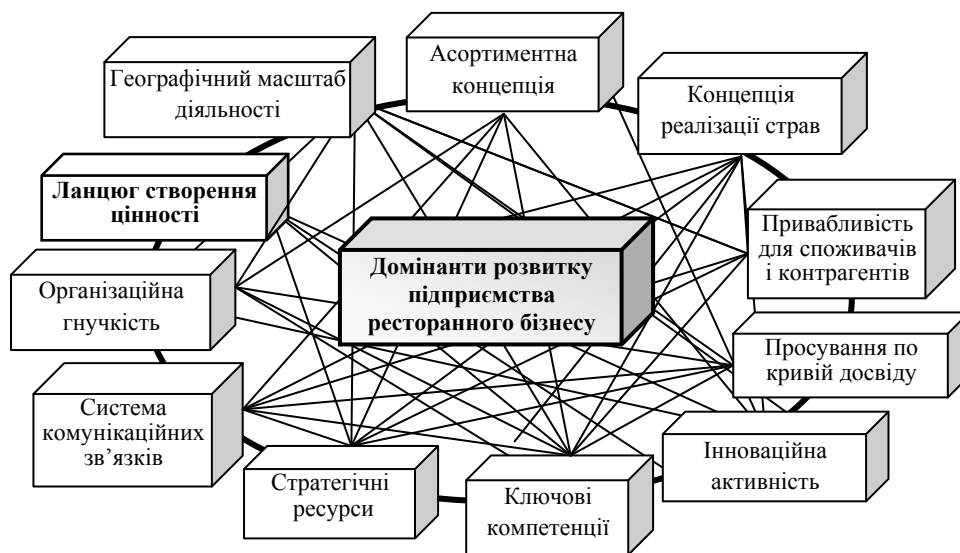 Асортиментна
концепція
Географічний масштаб
діяльності
Концепція
реалізації страв
Ланцюг створення
цінності
Привабливість
для споживачів
і контрагентів
Домінанти розвитку
підприємства
ресторанного бізнесу
Організаційна
гнучкість
Просування по
кривій досвіду
Система
комунікаційних
зв’язків
Інноваційна
активність
Стратегічні
ресурси
Ключові
компетенції